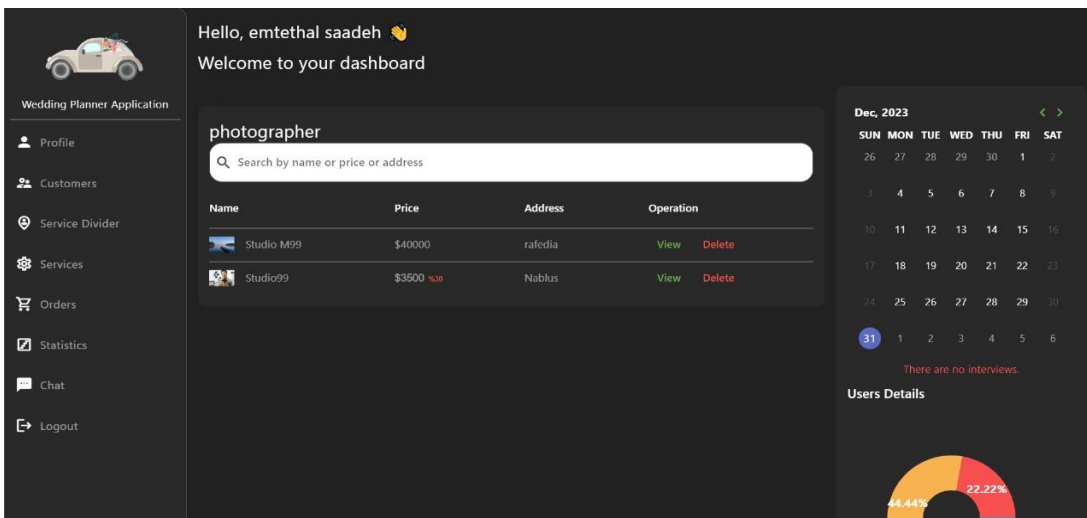 Hello, emtethal saadeh 👋
Welcome to your dashboard
Wedding Planner Application
Profile
Customers
Service Divider
Services
Orders
Statistics
Chat
Logout
photographer
Search by name or price or address
Name Price Address Operation
Studio M99 $40000 rafedia View Delete
Studio99 $3500 %30 Nablus View Delete
Dec, 2023 < >
SUN MON TUE WED THU FRI SAT
26 27 28 29 30 1 2
3 4 5 6 7 8 9
10 11 12 13 14 15 16
17 18 19 20 21 22 23
24 25 26 27 28 29 30
31 1 2 3 4 5 6
There are no interviews.
Users Details
44.44% 22.22%